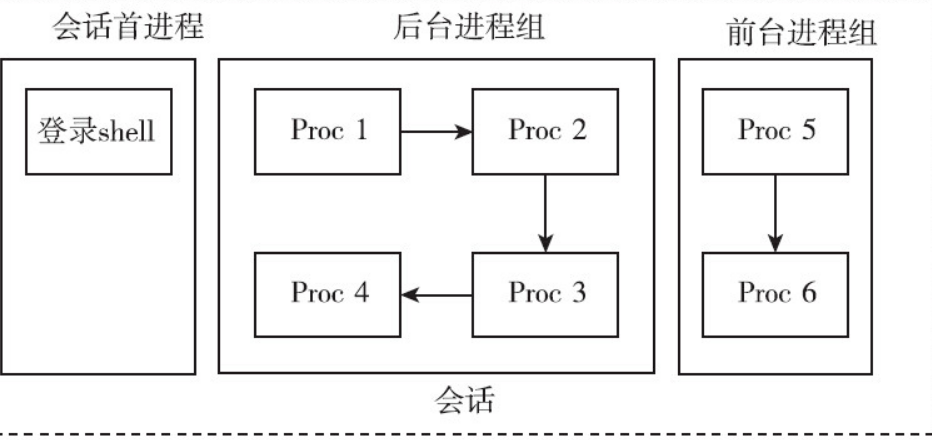 会话首进程
后台进程组
前台进程组
登录shell
Proc 1
Proc 2
Proc 5
Proc 4
Proc 3
Proc 6
会话